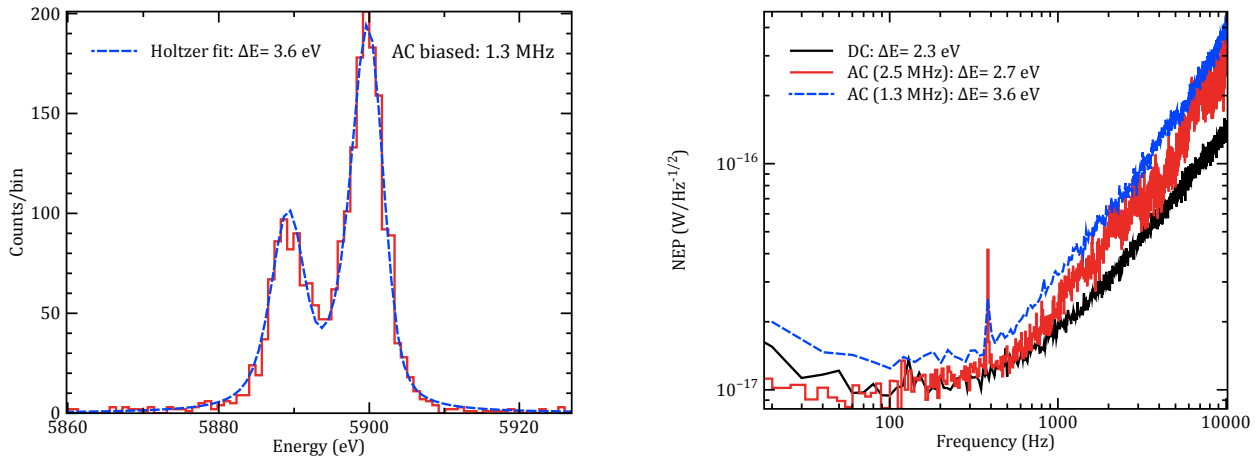 200
150
100
50
0
Counts/bin
5860
5880
5900
5920
Energy (eV)
Holtzer fit: ΔE= 3.6 eV
AC biased: 1.3 MHz
DC: ΔE= 2.3 eV
AC (2.5 MHz): ΔE= 2.7 eV
AC (1.3 MHz): ΔE= 3.6 eV
10⁻¹⁶
10⁻¹⁷
NEP (W/Hz⁻¹/²)
100
1000
10000
Frequency (Hz)